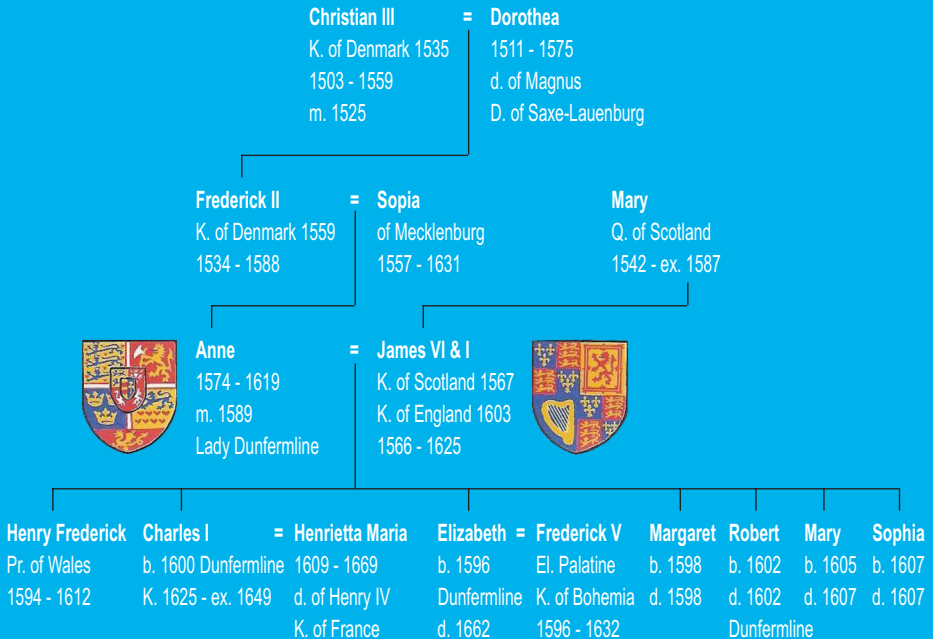 Christian III = Dorothea
K. of Denmark 1535 1511 - 1575
1503 - 1559 d. of Magnus
m. 1525 D. of Saxe-Lauenburg
Frederick II = Sopia Mary
K. of Denmark 1559 of Mecklenburg Q. of Scotland
1534 - 1588 1557 - 1631 1542 - ex. 1587
Anne = James VI & I
1574 - 1619 K. of Scotland 1567
m. 1589 K. of England 1603
Lady Dunfermline 1566 - 1625
Henry Frederick Charles I = Henrietta Maria Elizabeth = Frederick V Margaret Robert Mary Sophia
Pr. of Wales b. 1600 Dunfermline 1609 - 1669 b. 1596 El. Palatine b. 1598 b. 1602 b. 1605 b. 1607
1594 - 1612 K. 1625 - ex. 1649 d. of Henry IV Dunfermline K. of Bohemia d. 1598 d. 1602 d. 1607 d. 1607
K. of France d. 1662 1596 - 1632 Dunfermline